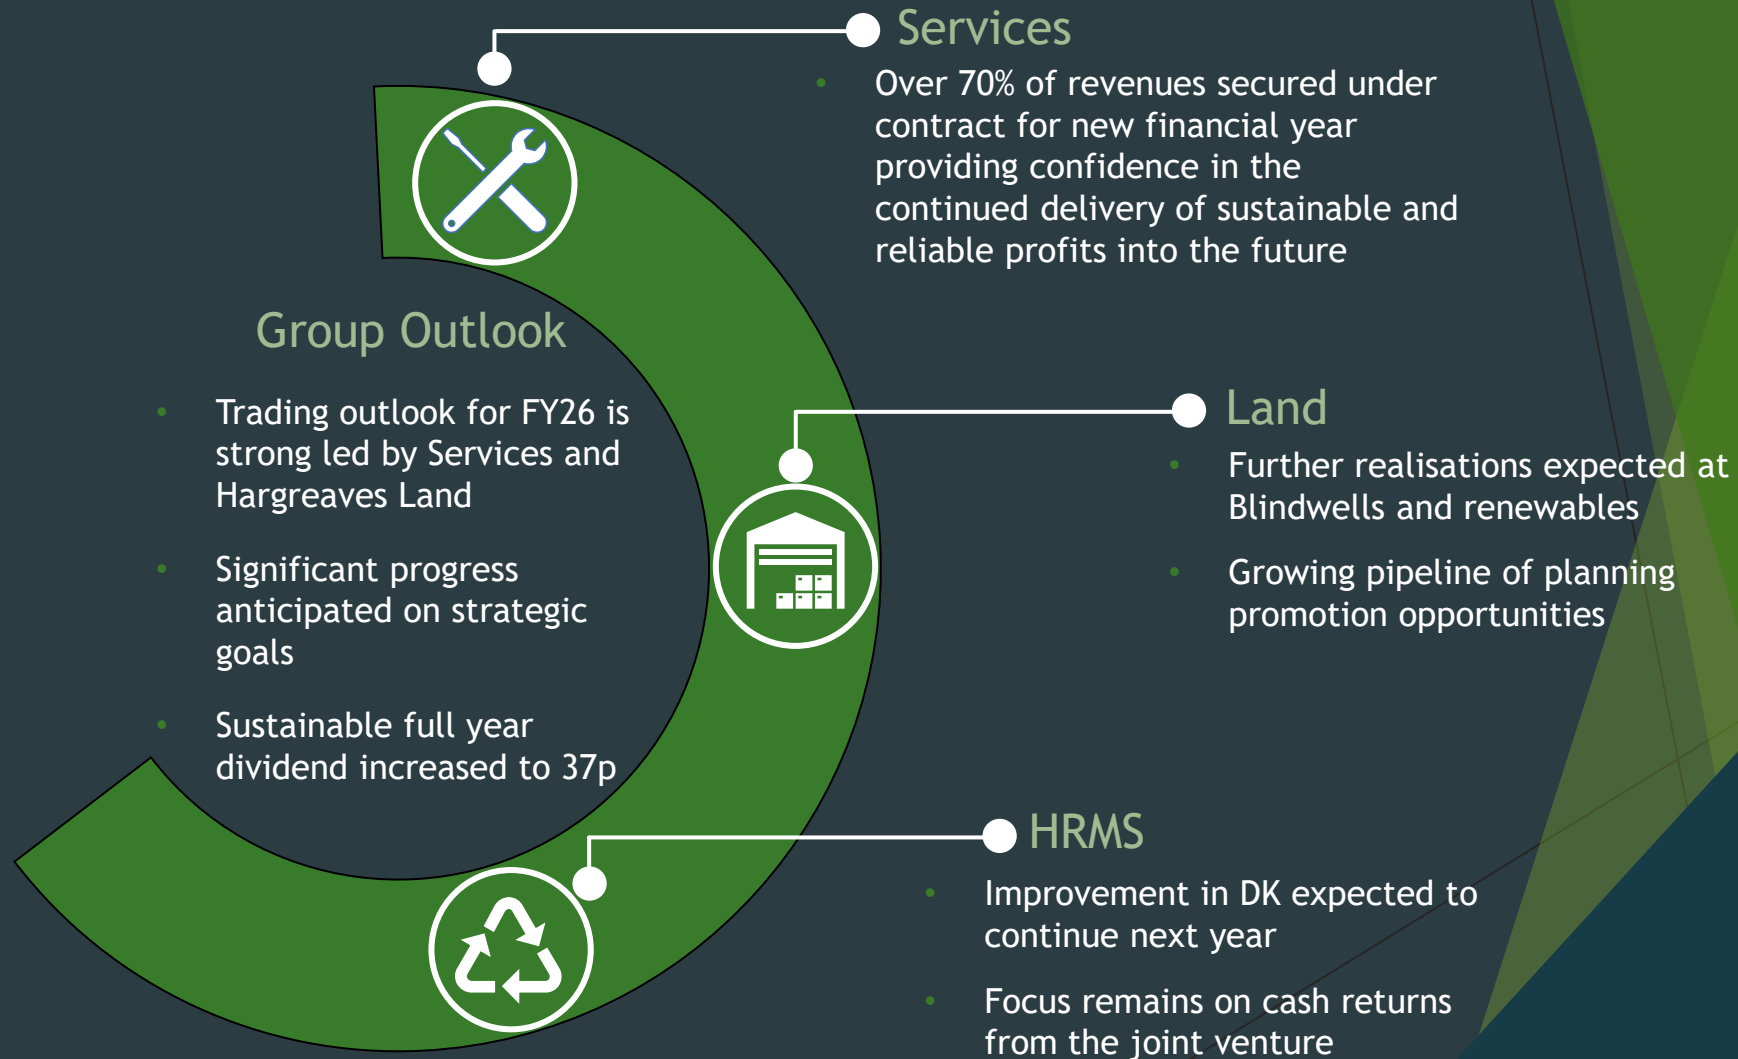 Services
• Over 70% of revenues secured under
contract for new financial year
providing confidence in the
continued delivery of sustainable and
reliable profits into the future
Group Outlook
• Trading outlook for FY26 is
strong led by Services and
Hargreaves Land
• Significant progress
anticipated on strategic
goals
• Sustainable full year
dividend increased to 37p
Land
• Further realisations expected at
Blindwells and renewables
• Growing pipeline of planning
promotion opportunities
HRMS
• Improvement in DK expected to
continue next year
• Focus remains on cash returns
from the joint venture